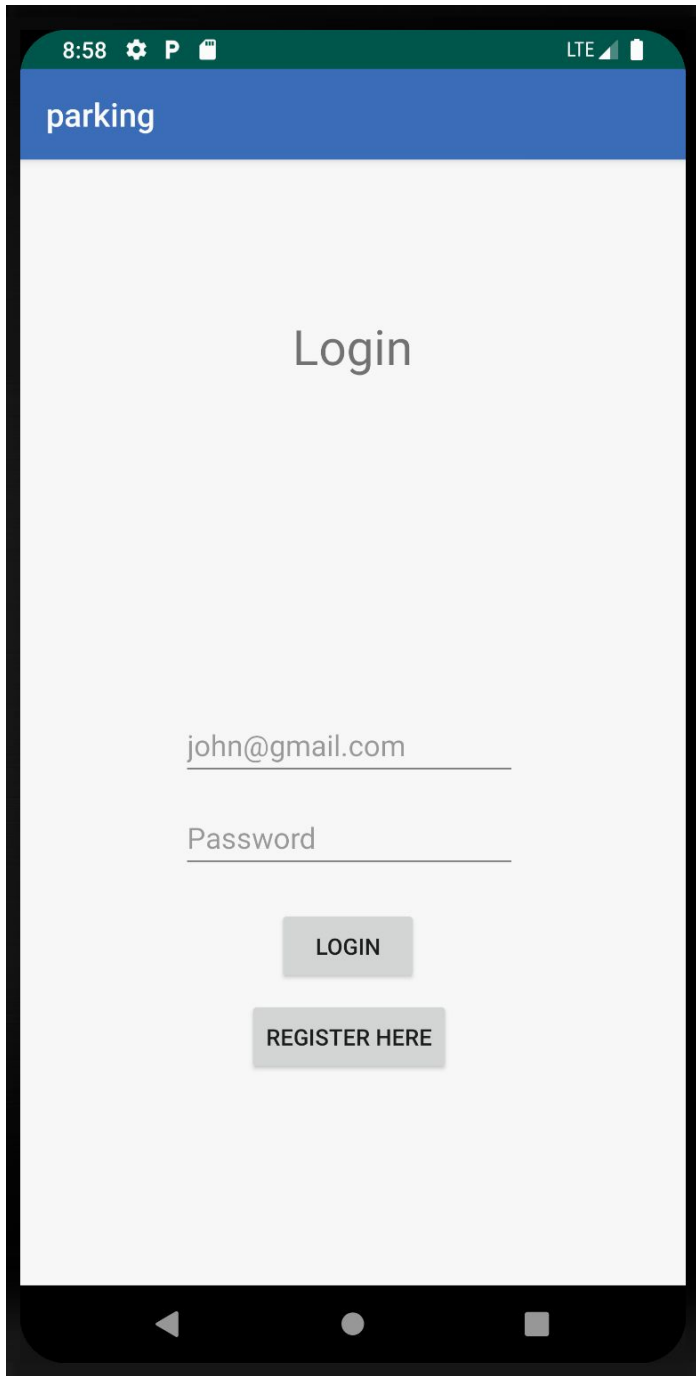 8:58 P LTE
parking
Login
john@gmail.com
Password
LOGIN
REGISTER HERE